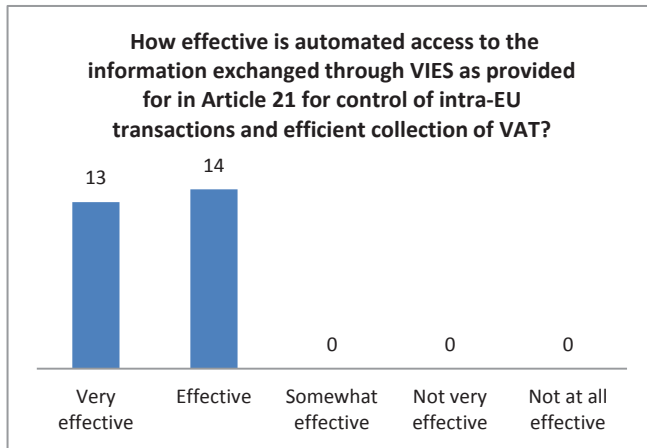 How effective is automated access to the
information exchanged through VIES as provided
for in Article 21 for control of intra-EU
transactions and efficient collection of VAT?
13
14
0
0
0
Very
effective
Effective
Somewhat
effective
Not very
effective
Not at all
effective